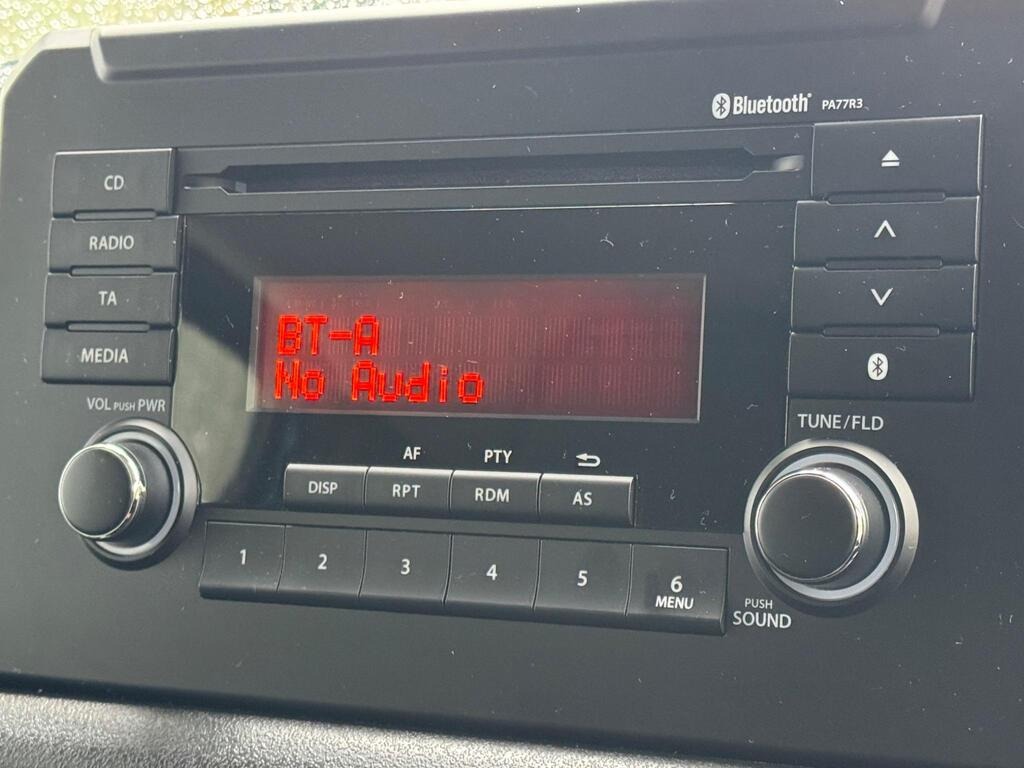 Bluetooth® PA77R3
CD
RADIO
TA
MEDIA
VOL PUSH PWR
BT-A
No Audio
TUNE/FLD
AF PTY
DISP RPT RDM AS
1 2 3 4 5 6
MENU
PUSH
SOUND